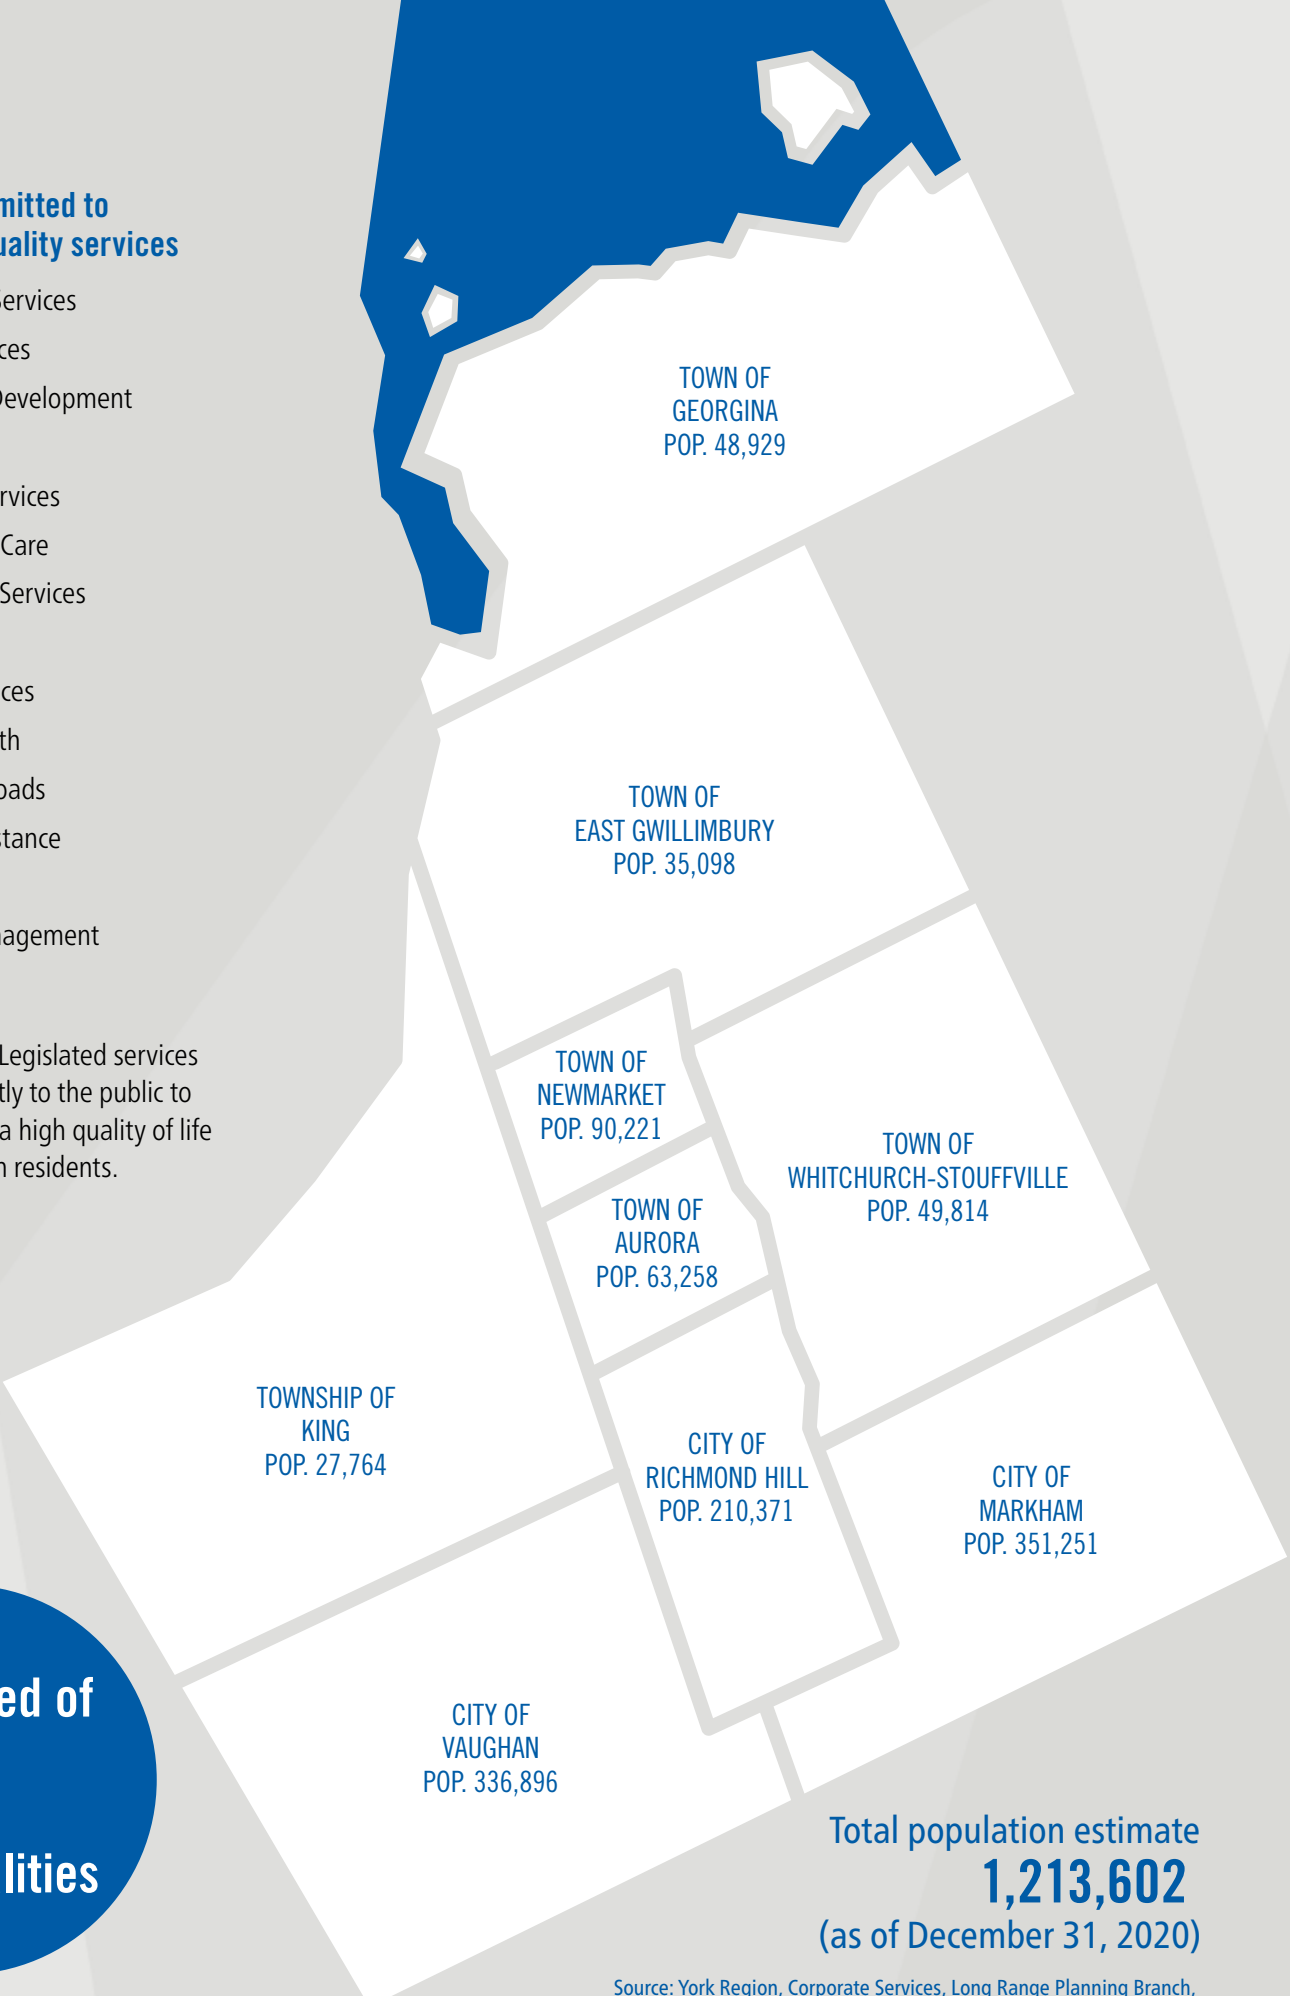 mitted to
uality services
Services
ces
Development
rvices
Care
Services
ces
th
oads
stance
nagement
Legislated services
tly to the public to
a high quality of life
n residents.
ed of
lities
TOWN OF
GEORGINA
POP. 48,929
TOWN OF
EAST GWILLIMBURY
POP. 35,098
TOWN OF
NEWMARKET
POP. 90,221
TOWN OF
WHITCHURCH-STOUFFVILLE
POP. 49,814
TOWN OF
AURORA
POP. 63,258
TOWNSHIP OF
KING
POP. 27,764
CITY OF
RICHMOND HILL
POP. 210,371
CITY OF
MARKHAM
POP. 351,251
CITY OF
VAUGHAN
POP. 336,896
Total population estimate
1,213,602
(as of December 31, 2020)
Source: York Region, Corporate Services, Long Range Planning Branch,